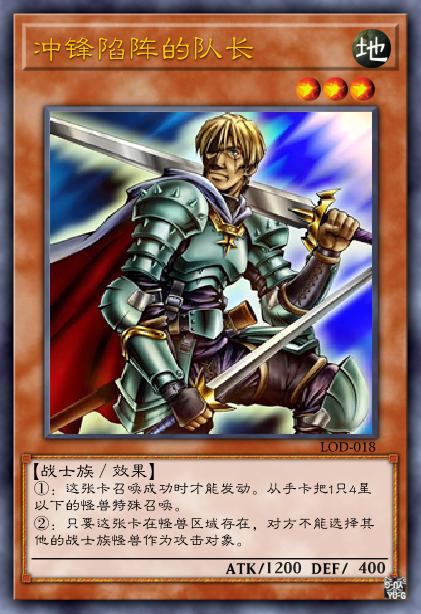 冲锋陷阵的队长
地
LOD-018
【战士族／效果】
①：这张卡召唤成功时才能发动。从手卡把1只4星
以下的怪兽特殊召唤。
②：只要这张卡在怪兽区域存在，对方不能选择其
他的战士族怪兽作为攻击对象。
ATK/1200 DEF/ 400